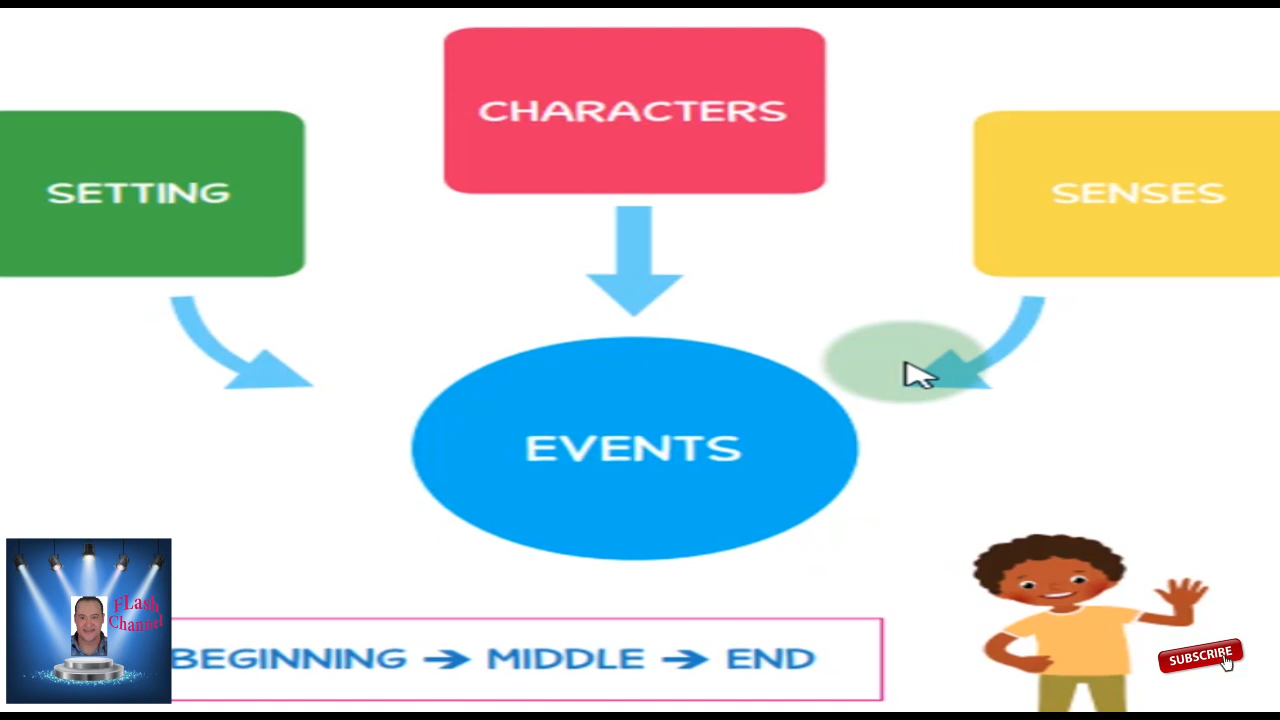 CHARACTERS
SETTING
SENSES
EVENTS
FLash
Channel
BEGINNING → MIDDLE → END
SUBSCRIBE